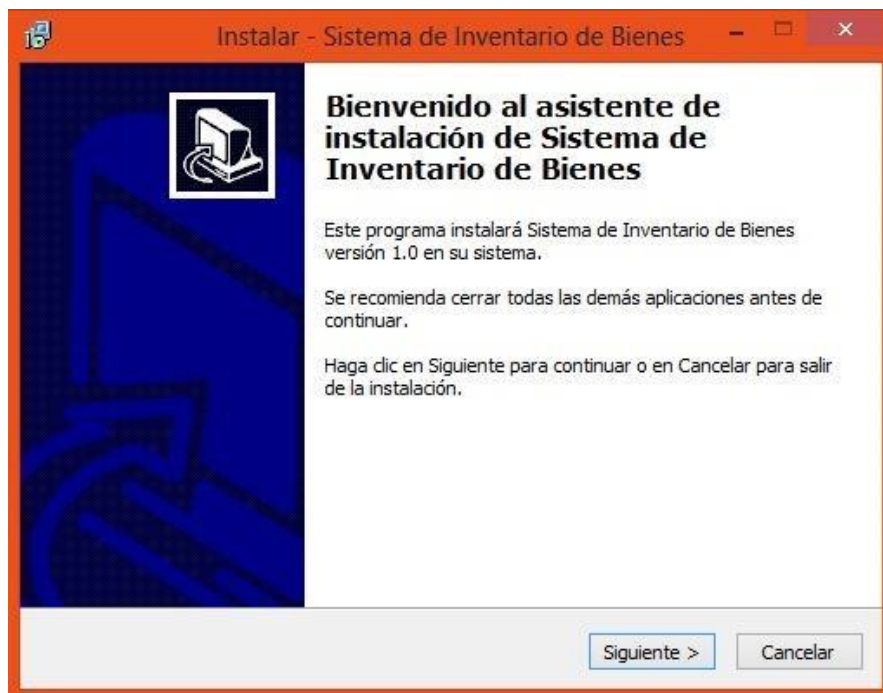 Instalar - Sistema de Inventario de Bienes
Bienvenido al asistente de
instalación de Sistema de
Inventario de Bienes
Este programa instalará Sistema de Inventario de Bienes
versión 1.0 en su sistema.
Se recomienda cerrar todas las demás aplicaciones antes de
continuar.
Haga clic en Siguiente para continuar o en Cancelar para salir
de la instalación.
Siguiente >
Cancelar